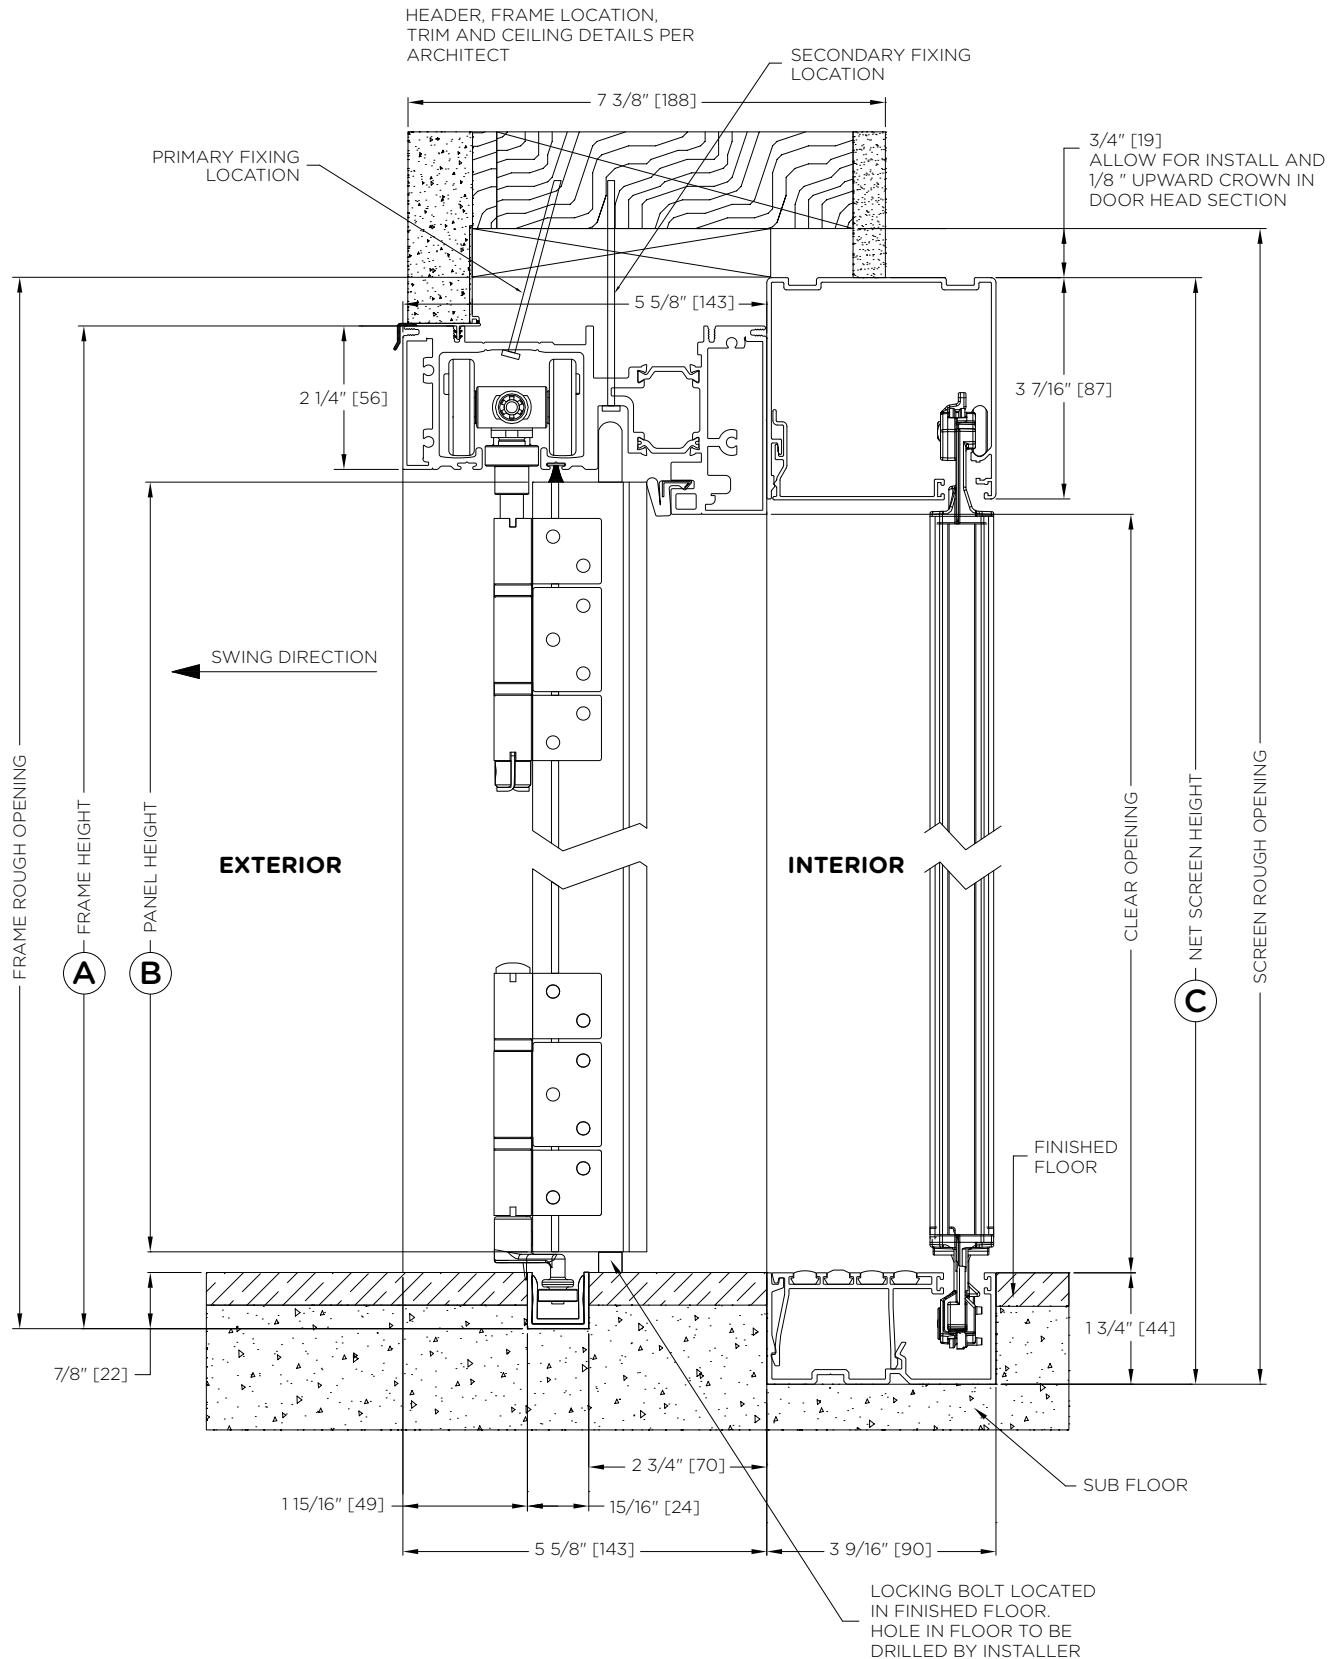 HEADER, FRAME LOCATION,
TRIM AND CEILING DETAILS PER
ARCHITECT
SECONDARY FIXING
LOCATION
7 3/8" [188]
PRIMARY FIXING
LOCATION
3/4" [19]
ALLOW FOR INSTALL AND
1/8 " UPWARD CROWN IN
DOOR HEAD SECTION
5 5/8" [143]
2 1/4" [56]
3 7/16" [87]
SWING DIRECTION
FRAME ROUGH OPENING
FRAME HEIGHT
A
PANEL HEIGHT
B
EXTERIOR
INTERIOR
CLEAR OPENING
NET SCREEN HEIGHT
C
SCREEN ROUGH OPENING
FINISHED
FLOOR
7/8" [22]
1 3/4" [44]
2 3/4" [70]
SUB FLOOR
1 15/16" [49]
15/16" [24]
5 5/8" [143]
3 9/16" [90]
LOCKING BOLT LOCATED
IN FINISHED FLOOR.
HOLE IN FLOOR TO BE
DRILLED BY INSTALLER